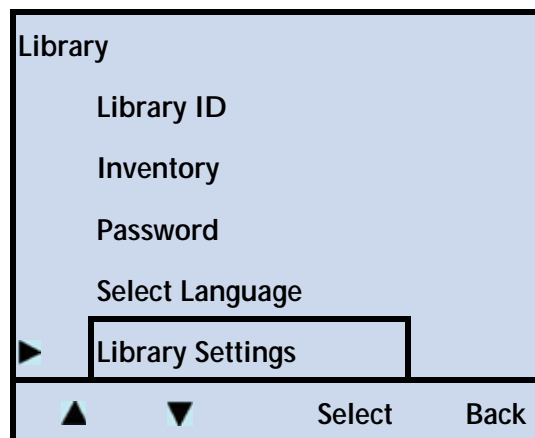 Library
Library ID
Inventory
Password
Select Language
Library Settings
Select Back